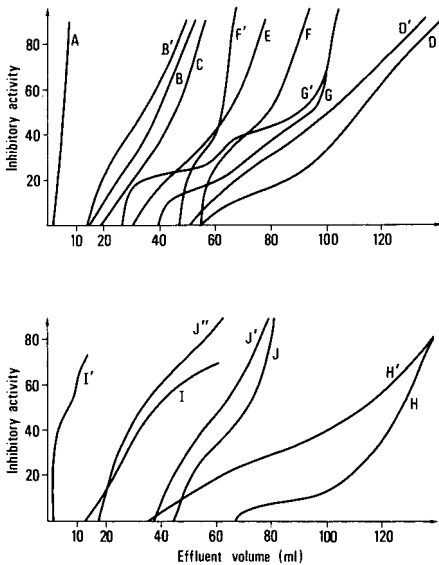 Inhibitory activity
80
60
40
20
A
B'
B
C
F'
E
F
G'
G
D'
D
10 20 40 60 80 100 120
Inhibitory activity
80
60
40
20
I'
J''
I
J'
J
H'
H
10 20 40 60 80 100 120
Effluent volume (ml)